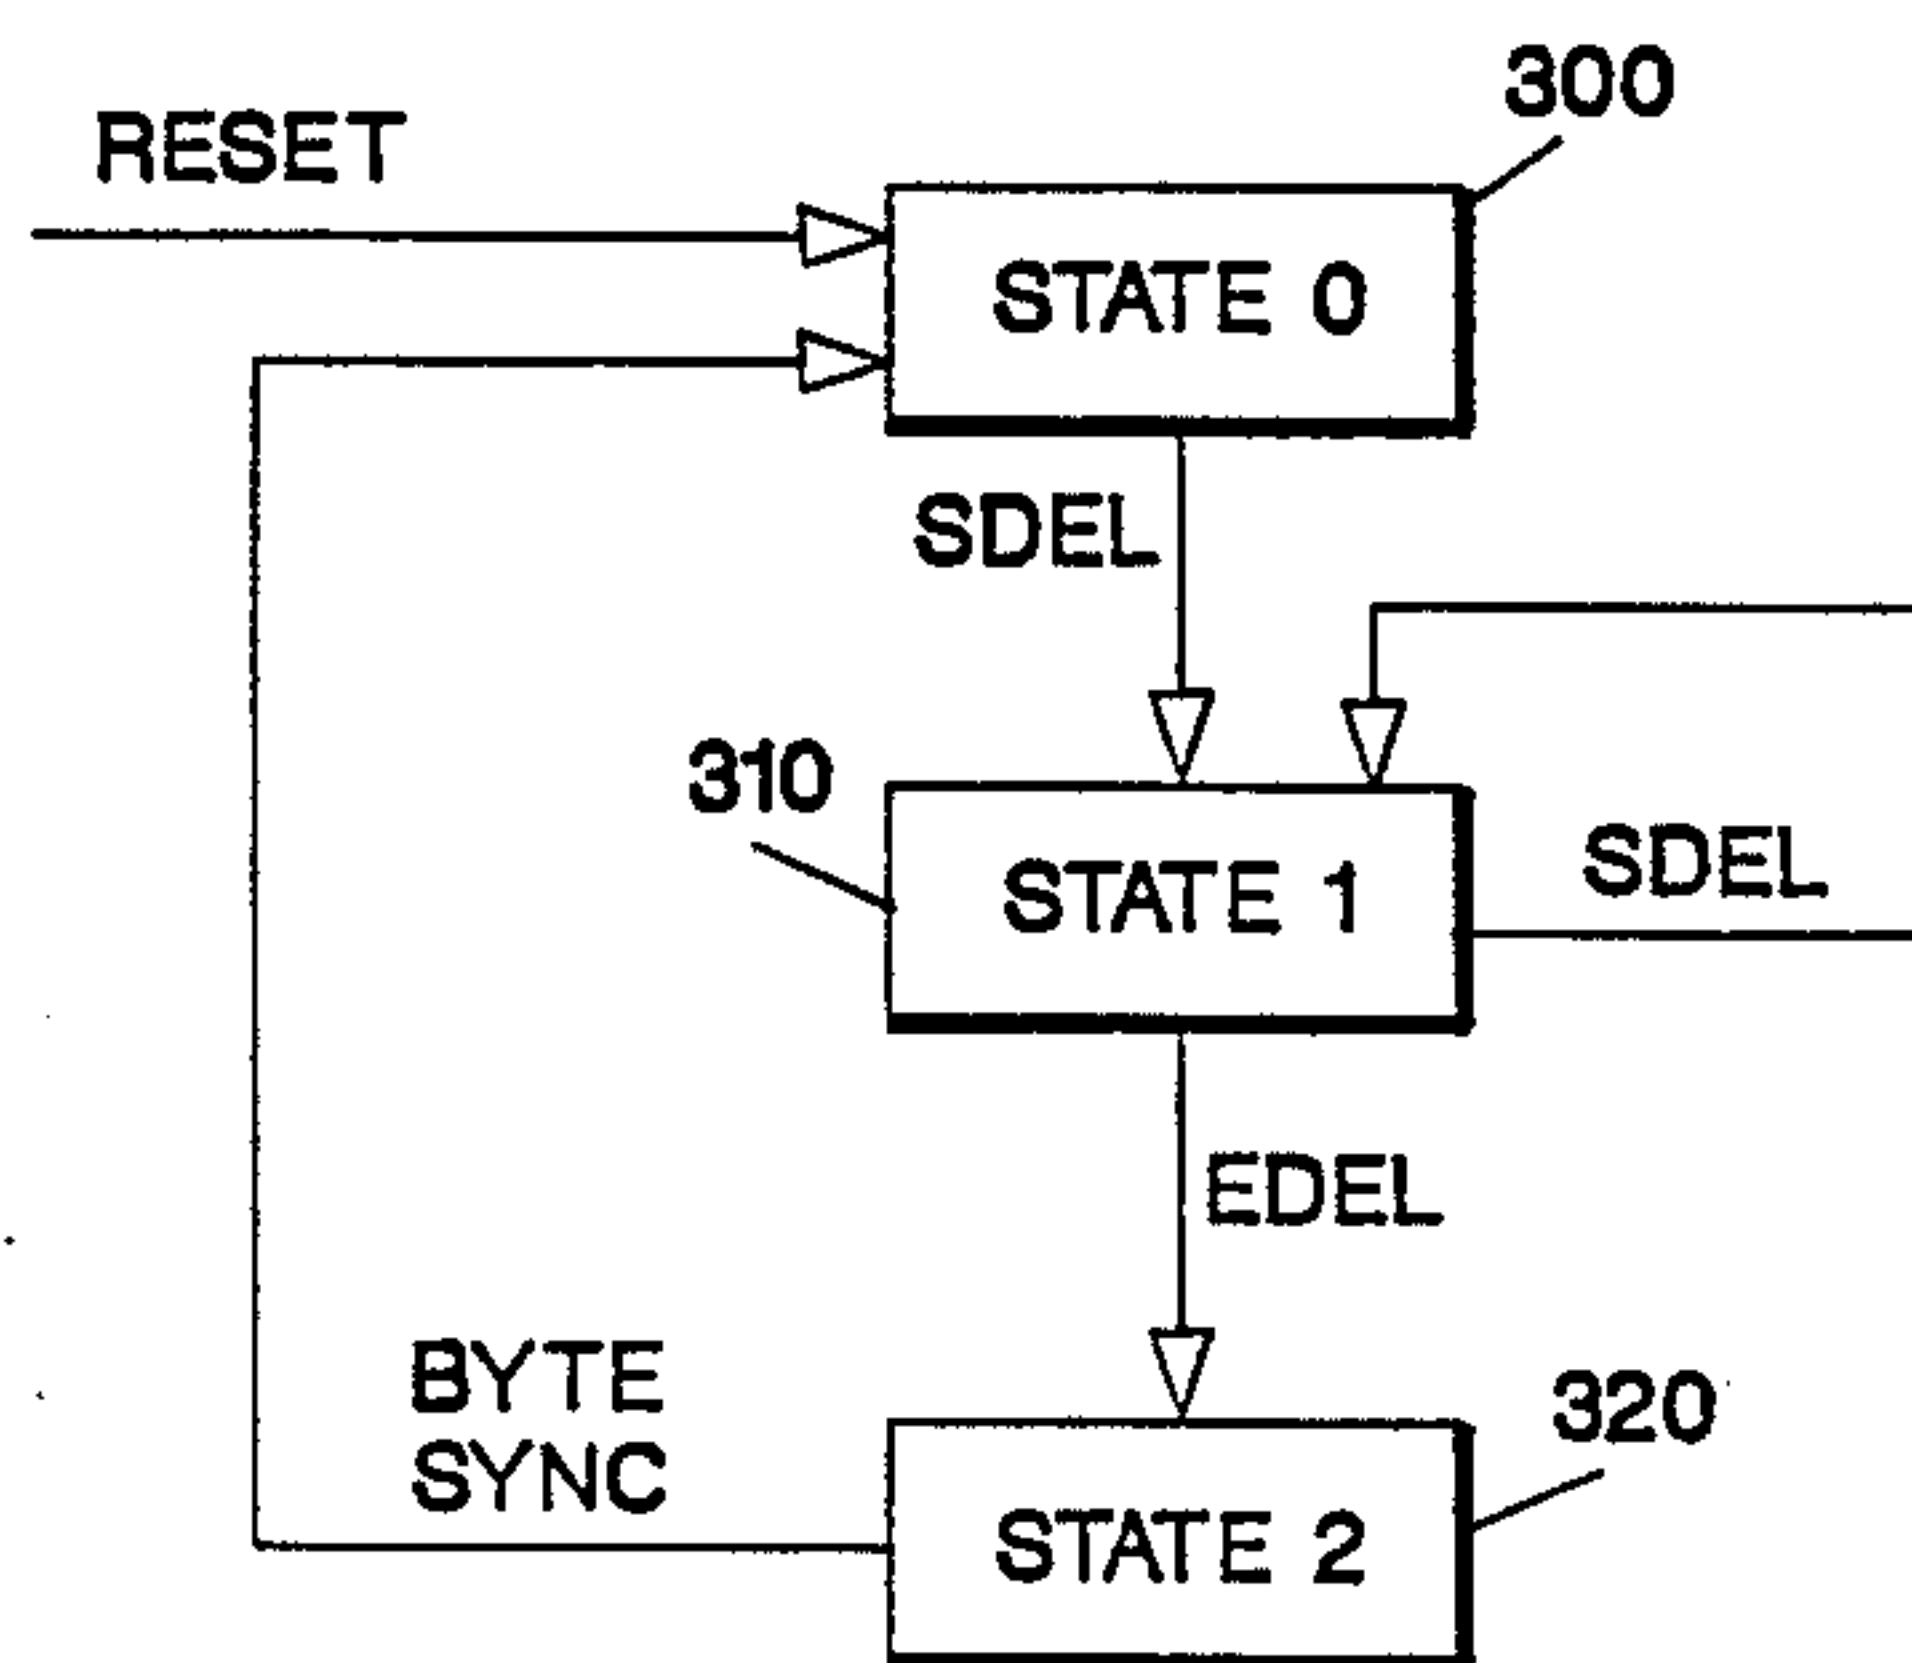 300
RESET
STATE 0
SDEL
310
STATE 1
SDEL
EDEL
BYTE
SYNC
320
STATE 2